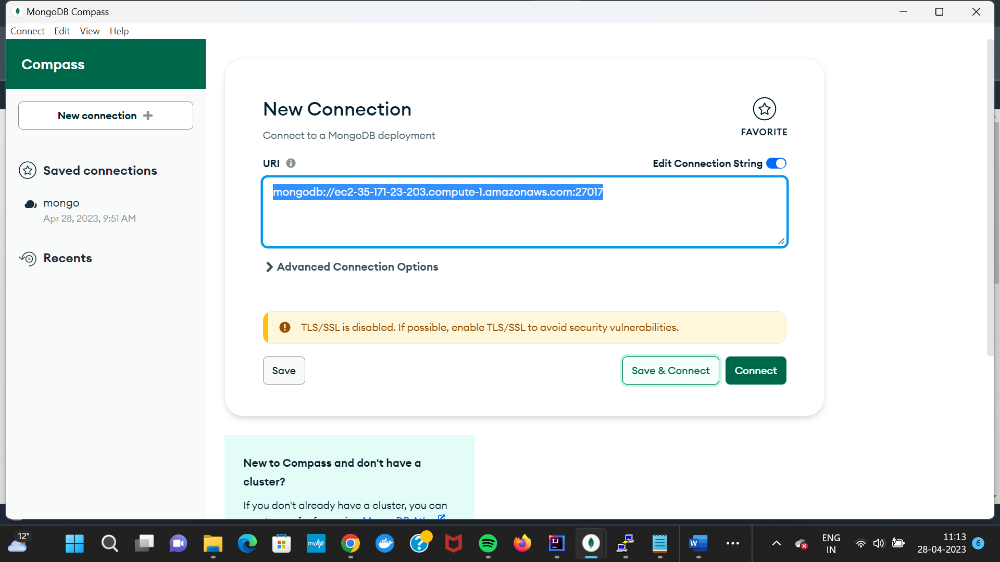 MongoDB Compass
Connect Edit View Help
Compass
New connection
Saved connections
mongo
Apr 28, 2023, 9:51 AM
Recents
New Connection
FAVORITE
Connect to a MongoDB deployment
URI
Edit Connection String
mongodb://ec2-35-171-23-203.compute-1.amazonaws.com:27017
Advanced Connection Options
TLS/SSL is disabled. If possible, enable TLS/SSL to avoid security vulnerabilities.
Save
Save & Connect
Connect
New to Compass and don't have a
cluster?
If you don't already have a cluster, you can
12°
myhp
IJ
W
ENG
IN
11:13
28-04-2023
6